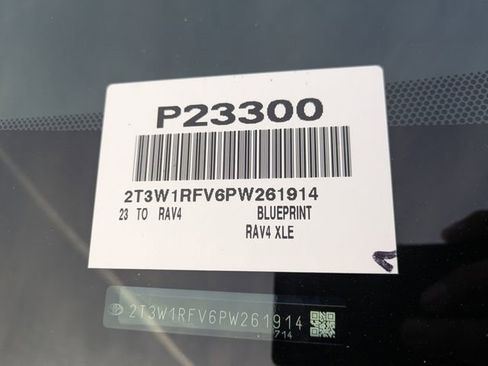 P23300
2T3W1RFV6PW261914
23 TO RAV4 BLUEPRINT
RAV4 XLE
2T3W1RFV6PW261914
714